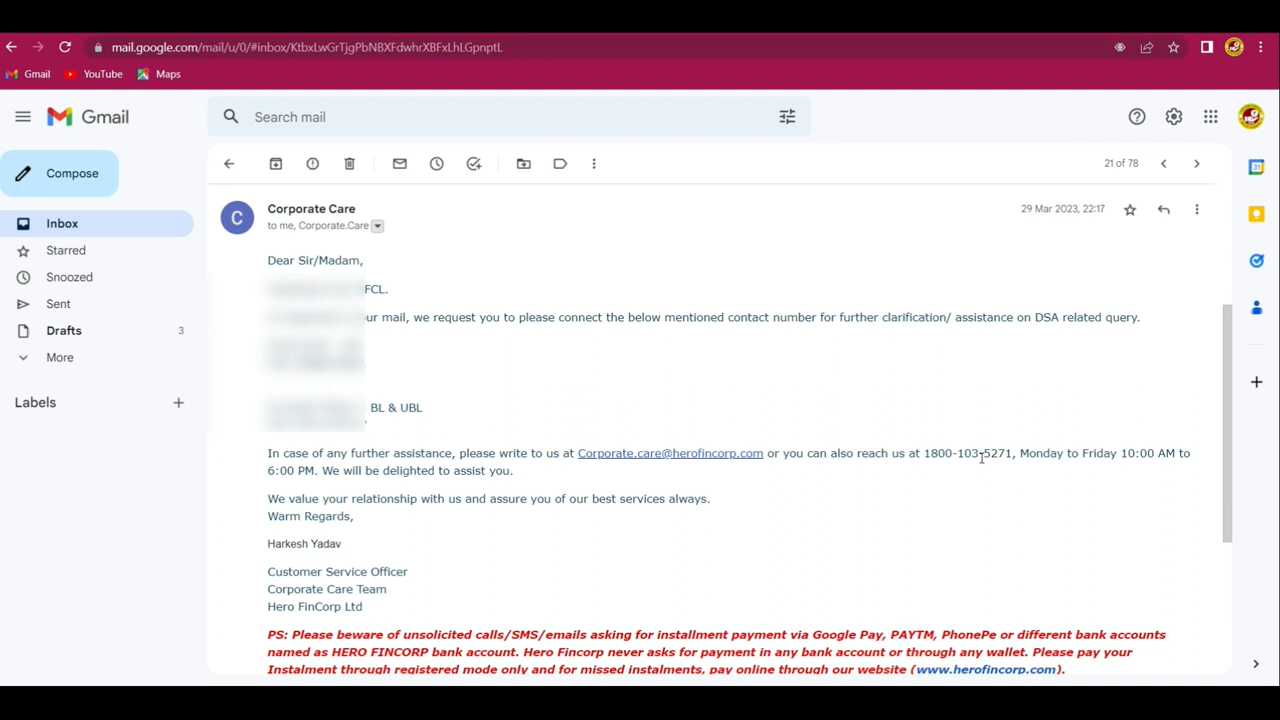 mail.google.com/mail/u/0/#inbox/KtbxLwGrTjgPbNBXFdwhrXBFxLhLGpnptL
Gmail YouTube Maps
Gmail
Search mail
Compose
21 of 78
Inbox
Starred
Snoozed
Sent
Drafts 3
More
Labels
C
Corporate Care
29 Mar 2023, 22:17
to me, Corporate.Care
Dear Sir/Madam,
FCL.
ur mail, we request you to please connect the below mentioned contact number for further clarification/ assistance on DSA related query.
BL & UBL
In case of any further assistance, please write to us at Corporate.care@herofincorp.com or you can also reach us at 1800-103-5271, Monday to Friday 10:00 AM to
6:00 PM. We will be delighted to assist you.
We value your relationship with us and assure you of our best services always.
Warm Regards,
Harkesh Yadav
Customer Service Officer
Corporate Care Team
Hero FinCorp Ltd
PS: Please beware of unsolicited calls/SMS/emails asking for installment payment via Google Pay, PAYTM, PhonePe or different bank accounts
named as HERO FINCORP bank account. Hero Fincorp never asks for payment in any bank account or through any wallet. Please pay your
Instalment through registered mode only and for missed instalments, pay online through our website (www.herofincorp.com).
31